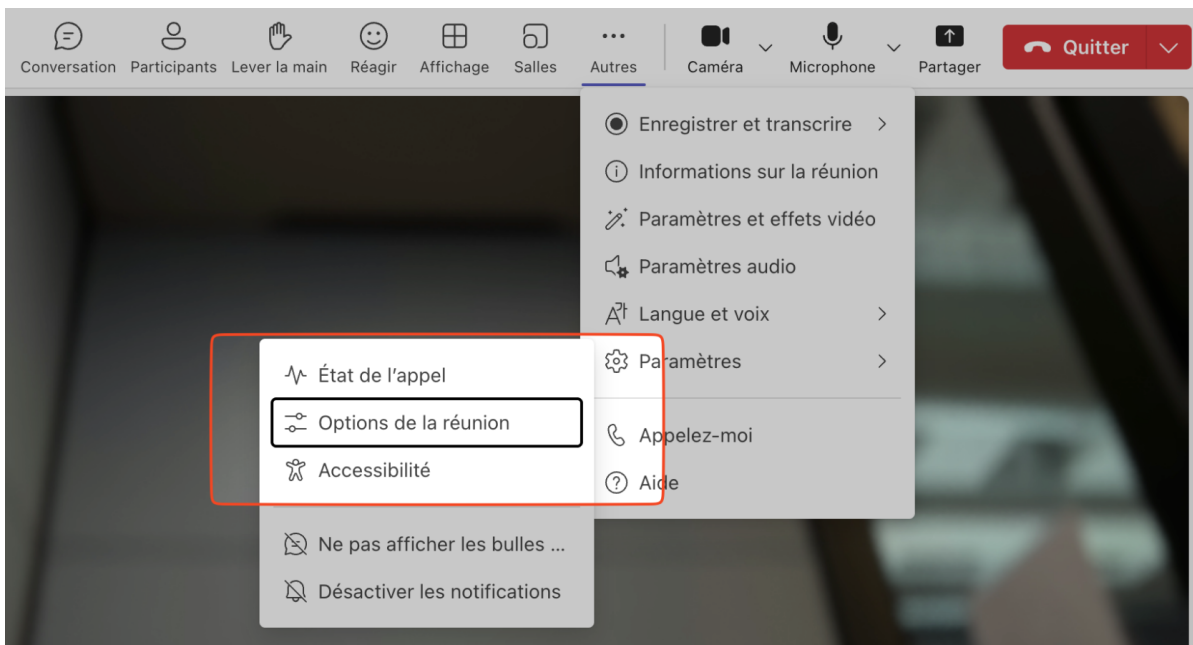 Conversation Participants Lever la main Réagir Affichage Salles Autres Caméra Microphone Partager Quitter
Enregistrer et transcrire
Informations sur la réunion
Paramètres et effets vidéo
Paramètres audio
Langue et voix
Paramètres
Appelez-moi
Aide
État de l’appel
Options de la réunion
Accessibilité
Ne pas afficher les bulles ...
Désactiver les notifications